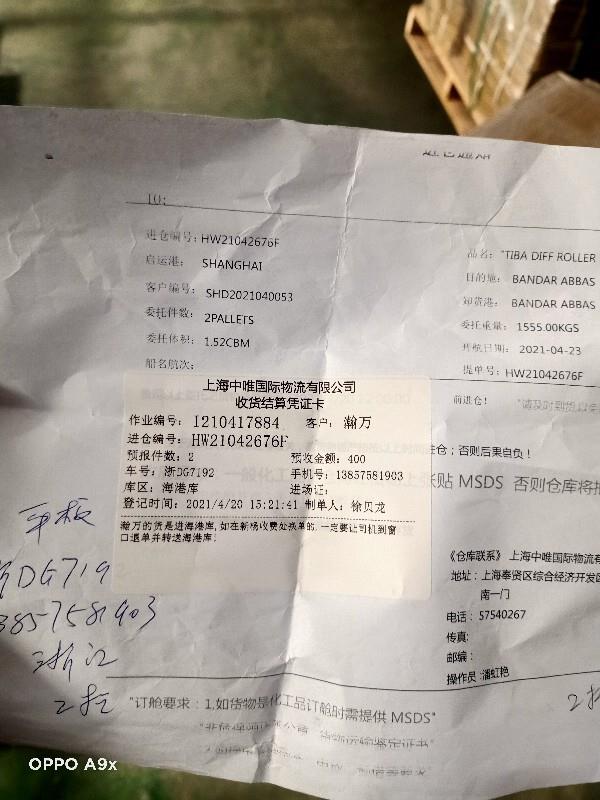 TO:
进仓编号：HW21042676F
启运港： SHANGHAI
客户编号： SHD2021040053
委托件数： 2PALLETS
委托体积： 1.52CBM
船名航次：
品名："TIBA DIFF ROLLER
目的地： BANDAR ABBAS
卸货港： BANDAR ABBAS
委托重量： 1555.00KGS
开航日期： 2021-04-23
提单号：HW21042676F
前进仓！
上海中唯国际物流有限公司
收货结算凭证卡
作业编号： I210417884 客户： 瀚万
进仓编号： HW21042676F
预报件数：2 预收金额：400
车号：浙DG7192 手机号：13857581903
库区：海港库 进场证：
登记时间：2021/4/20 15:21:41 制单人：徐贝龙
瀚万的货是进海港库,如在新杨收费处换单的,一定要让司机到窗
口退单并转送海港库!
进仓；否则后果自负！
一般化工
张贴 MSDS 否则仓库将拒
《仓库联系》 上海中唯国际物流有
地址：上海奉贤区综合经济开发区
南一门
电话：57540267
传真：
邮编：
操作员:潘虹艳
平板
DG719
3857581903
浙江
2托
"订舱要求：1,如货物是化工品订舱时需提供 MSDS"
OPPO A9x